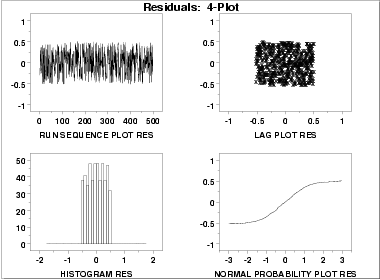 Residuals: 4-Plot
1
0.5
0
-0.5
-1
0 100 200 300 400 500
RUN SEQUENCE PLOT RES
1
0.5
0
-0.5
-1
-1 -0.5 0 0.5 1
LAG PLOT RES
50
40
30
20
10
0
-2 -1 0 1 2
HISTOGRAM RES
1
0.5
0
-0.5
-1
-3 -2 -1 0 1 2 3
NORMAL PROBABILITY PLOT RES